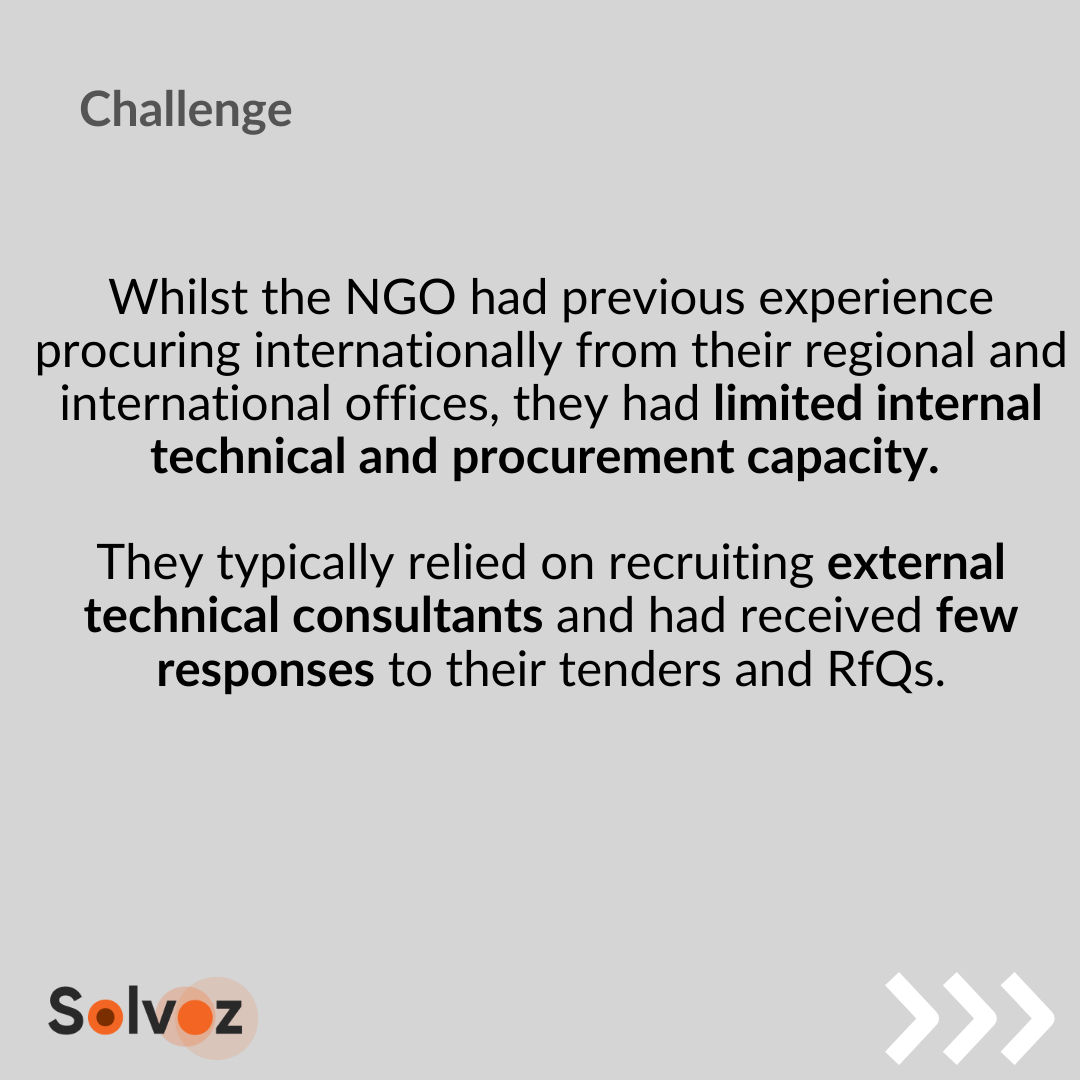 Challenge
Whilst the NGO had previous experience
procuring internationally from their regional and
international offices, they had limited internal
technical and procurement capacity.
They typically relied on recruiting external
technical consultants and had received few
responses to their tenders and RfQs.
Solvoz